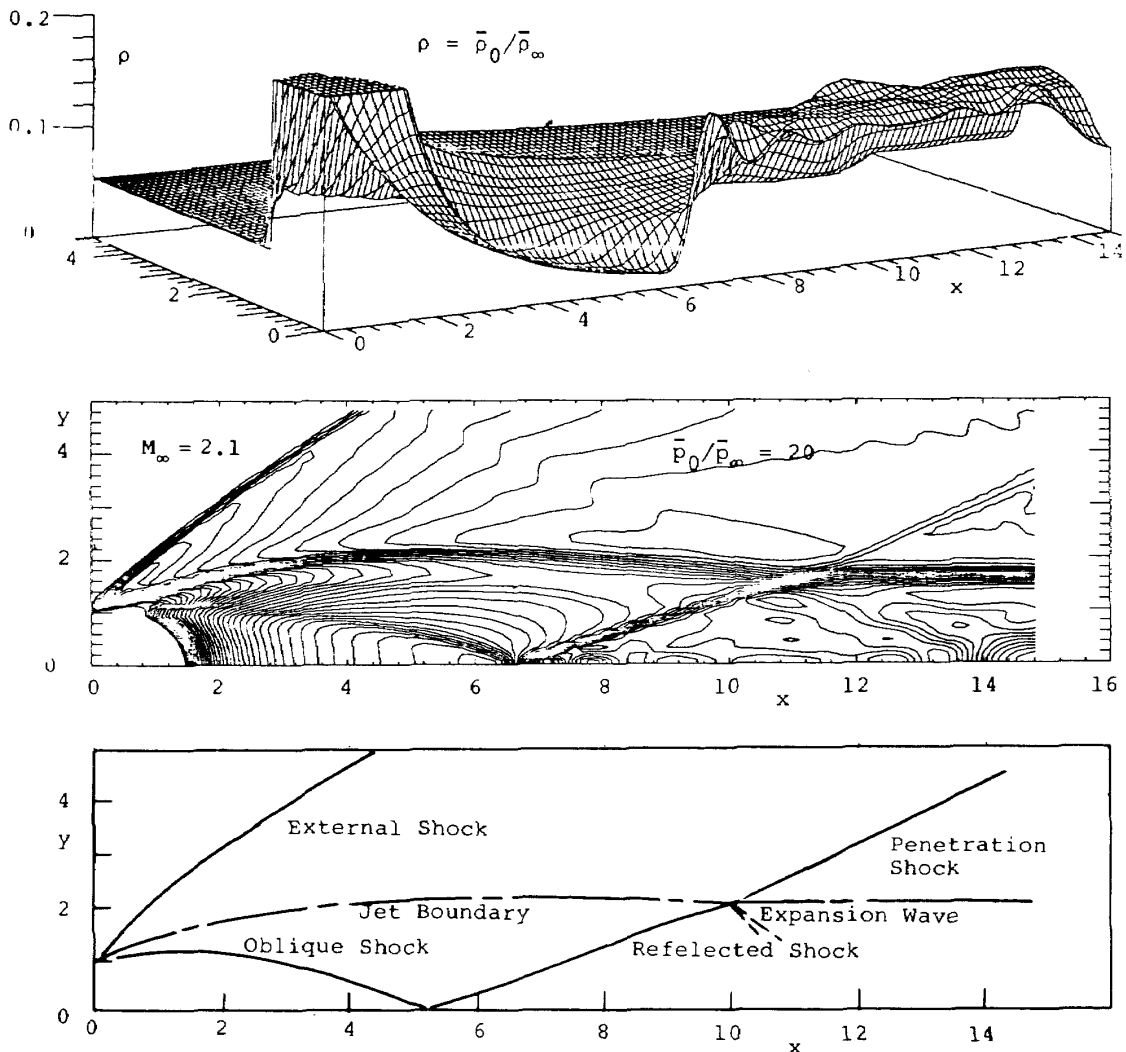 0.2
ρ
ρ = ρ̄₀/ρ̄∞
0.1
0
4
2
0
0
2
4
6
8
10
12
14
x
y
M∞ = 2.1
p̄₀/p̄∞ = 20
4
2
0
0
2
4
6
8
10
12
14
16
x
4
y
2
0
External Shock
Jet Boundary
Oblique Shock
Penetration
Shock
Expansion Wave
Refelected Shock
0
2
4
6
8
10
12
14
x